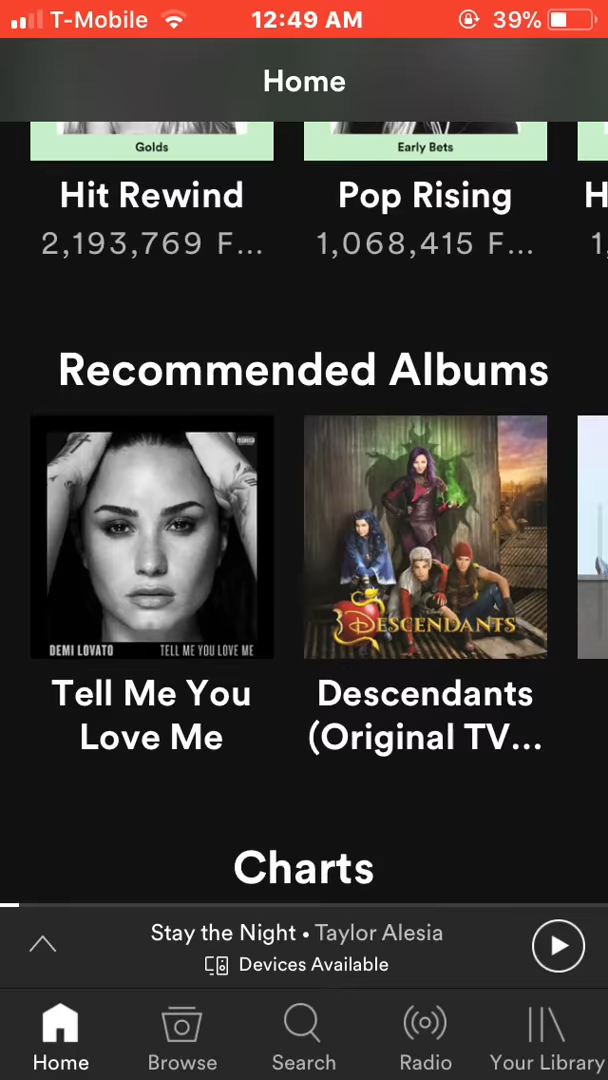 T-Mobile 12:49 AM 39%
Home
Golds
Early Bets
Hit Rewind
Pop Rising
H
2,193,769 F...
1,068,415 F...
1,
Recommended Albums
DEMI LOVATO TELL ME YOU LOVE ME
DESCENDANTS
Tell Me You
Love Me
Descendants
(Original TV...
Charts
Stay the Night • Taylor Alesia
Devices Available
Home
Browse
Search
Radio
Your Library